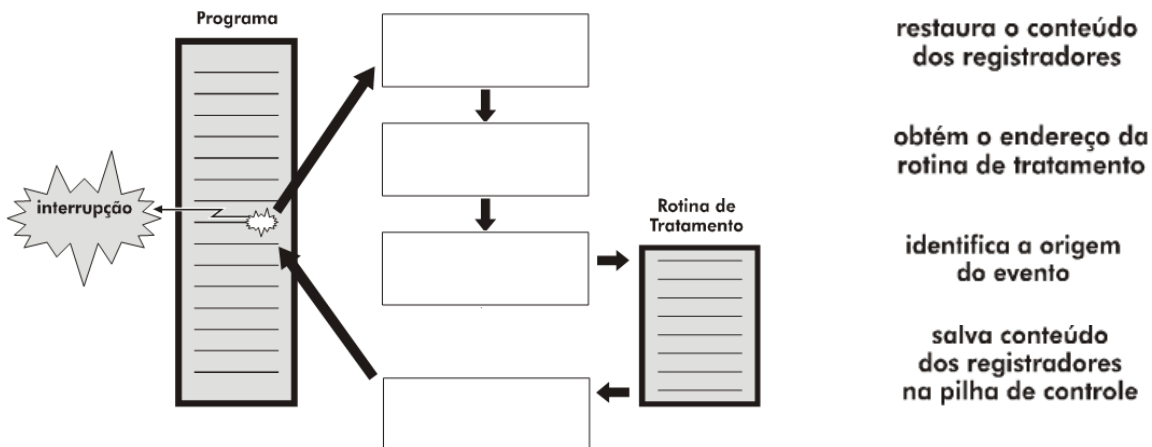 Programa
interrupção
Rotina de
Tratamento
restaura o conteúdo
dos registradores
obtém o endereço da
rotina de tratamento
identifica a origem
do evento
salva conteúdo
dos registradores
na pilha de controle